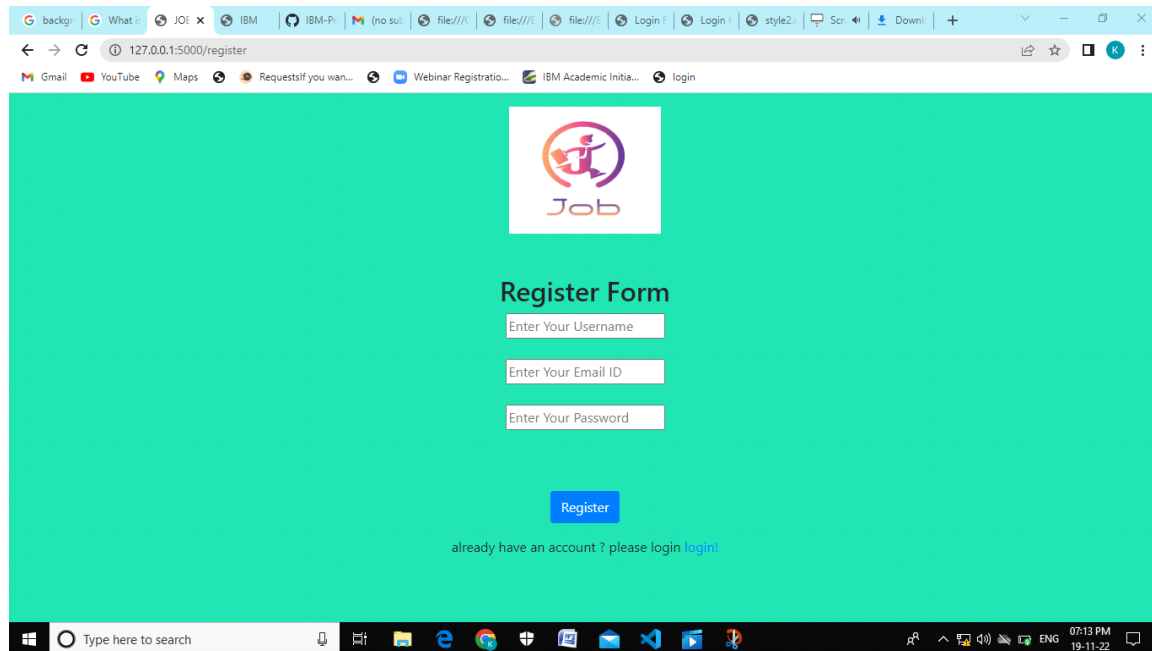 backgr What is JOE IBM IBM-Pr (no sub file:///C file:///E file:///E Login F Login f style2.c Scr Downl
127.0.0.1:5000/register K
Gmail YouTube Maps RequestsIf you wan... Webinar Registratio... IBM Academic Initia... login
Job
Register Form
Enter Your Username
Enter Your Email ID
Enter Your Password
Register
already have an account ? please login login!
Type here to search ENG 07:13 PM
19-11-22